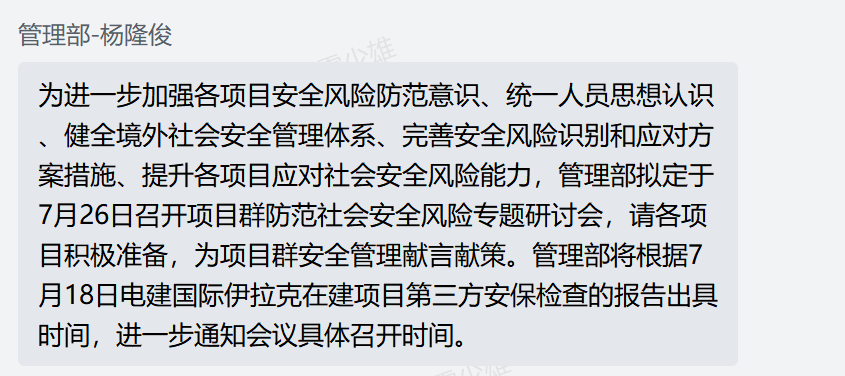 管理部-杨隆俊
为进一步加强各项目安全风险防范意识、统一人员思想认识
、健全境外社会安全管理体系、完善安全风险识别和应对方
案措施、提升各项目应对社会安全风险能力，管理部拟定于
7月26日召开项目群防范社会安全风险专题研讨会，请各项
目积极准备，为项目群安全管理献言献策。管理部将根据7
月18日电建国际伊拉克在建项目第三方安保检查的报告出具
时间，进一步通知会议具体召开时间。